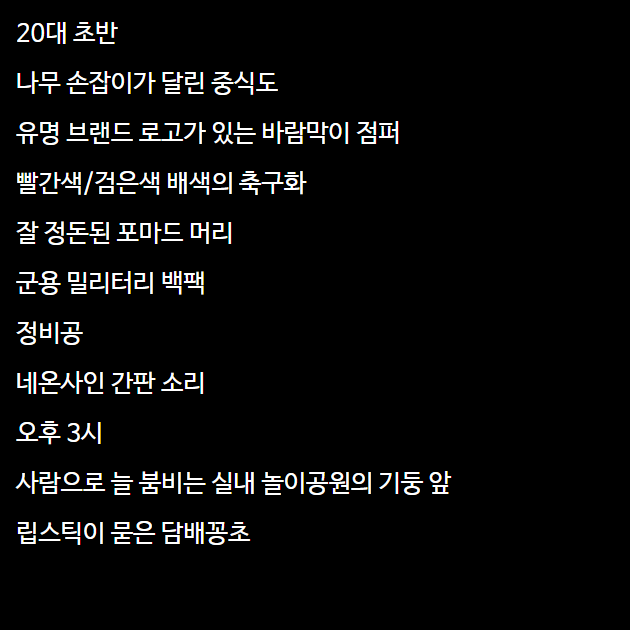 20대 초반
나무 손잡이가 달린 중식도
유명 브랜드 로고가 있는 바람막이 점퍼
빨간색/검은색 배색의 축구화
잘 정돈된 포마드 머리
군용 밀리터리 백팩
정비공
네온사인 간판 소리
오후 3시
사람으로 늘 붐비는 실내 놀이공원의 기둥 앞
립스틱이 묻은 담배꽁초